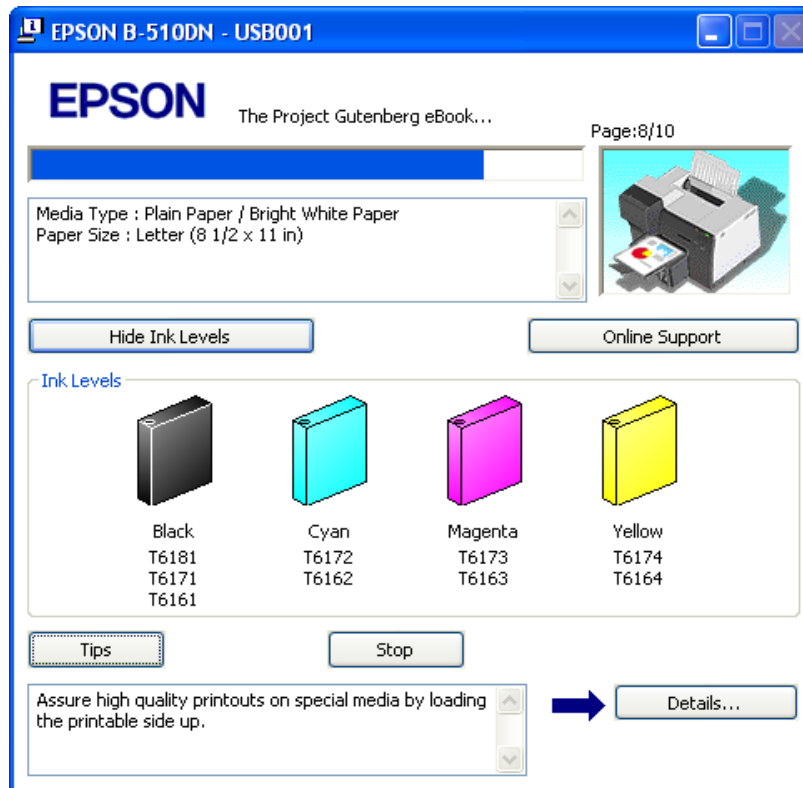 EPSON B-510DN - USB001
EPSON
The Project Gutenberg eBook...
Page:8/10
Media Type : Plain Paper / Bright White Paper
Paper Size : Letter (8 1/2 x 11 in)
Hide Ink Levels
Online Support
Ink Levels
Black
Cyan
Magenta
Yellow
T6181
T6172
T6173
T6174
T6171
T6162
T6163
T6164
T6161
Tips
Stop
Assure high quality printouts on special media by loading
the printable side up.
Details...